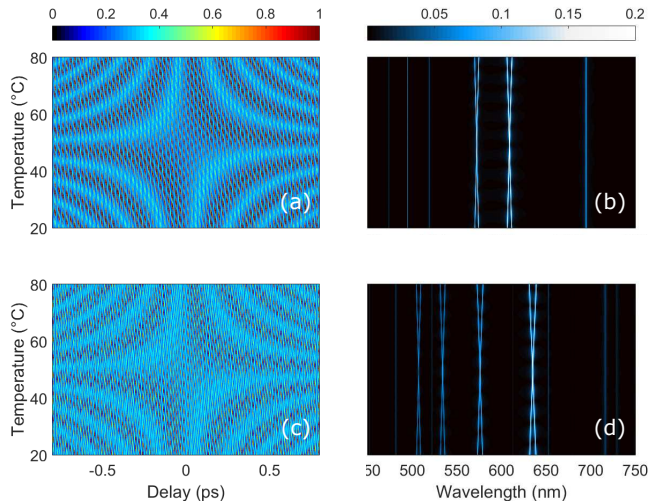 0 0.2 0.4 0.6 0.8 1
0.05 0.1 0.15 0.2
80
60
40
20
Temperature (°C)
(a)
(b)
80
60
40
20
Temperature (°C)
(c)
(d)
-0.5 0 0.5
50 500 550 600 650 700 750
Delay (ps)
Wavelength (nm)